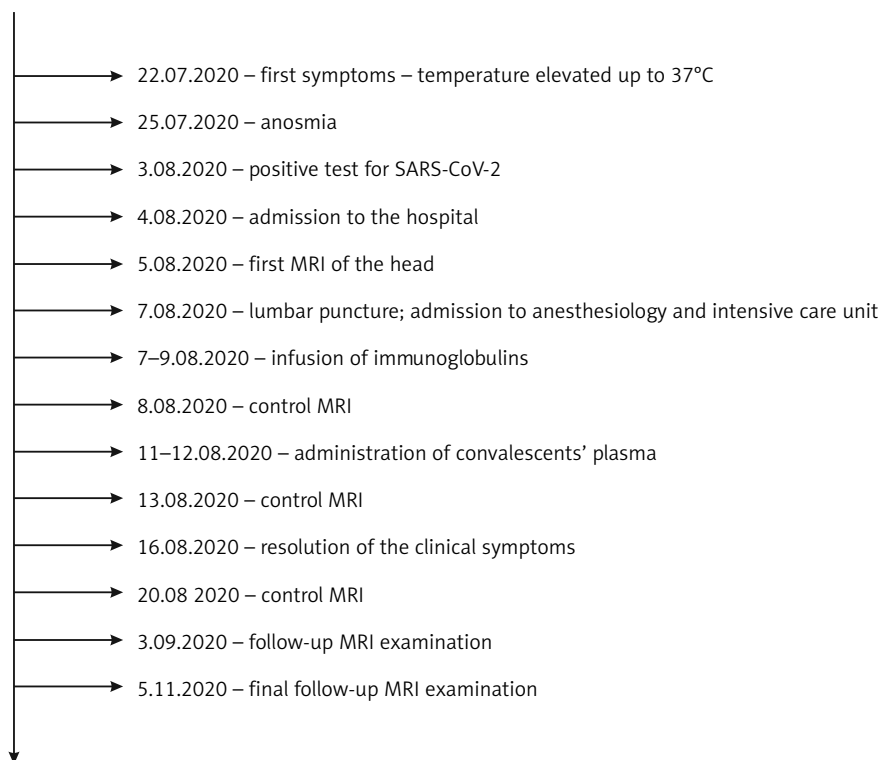 22.07.2020 – first symptoms – temperature elevated up to 37°C
25.07.2020 – anosmia
3.08.2020 – positive test for SARS-CoV-2
4.08.2020 – admission to the hospital
5.08.2020 – first MRI of the head
7.08.2020 – lumbar puncture; admission to anesthesiology and intensive care unit
7–9.08.2020 – infusion of immunoglobulins
8.08.2020 – control MRI
11–12.08.2020 – administration of convalescents’ plasma
13.08.2020 – control MRI
16.08.2020 – resolution of the clinical symptoms
20.08 2020 – control MRI
3.09.2020 – follow-up MRI examination
5.11.2020 – final follow-up MRI examination